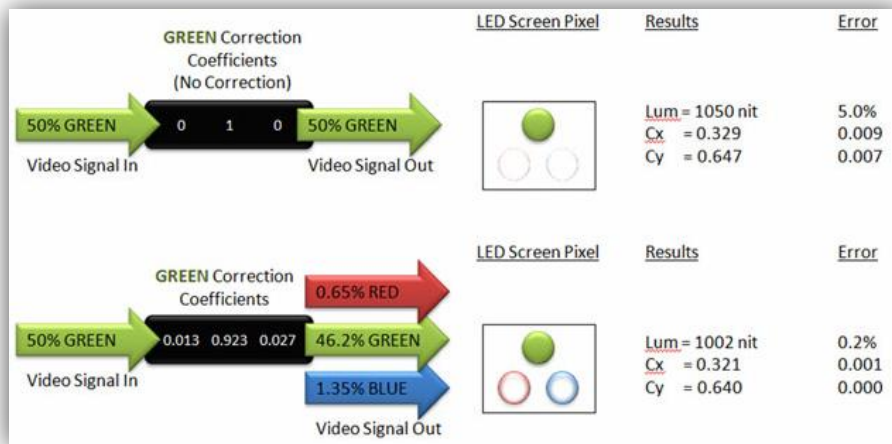 LED Screen Pixel Results Error
GREEN Correction
Coefficients
(No Correction)
50% GREEN 0 1 0 50% GREEN
Video Signal In Video Signal Out
Lum = 1050 nit 5.0%
Cx = 0.329 0.009
Cy = 0.647 0.007
LED Screen Pixel Results Error
GREEN Correction
Coefficients
0.65% RED
50% GREEN 0.013 0.923 0.027 46.2% GREEN
1.35% BLUE
Video Signal In
Video Signal Out
Lum = 1002 nit 0.2%
Cx = 0.321 0.001
Cy = 0.640 0.000